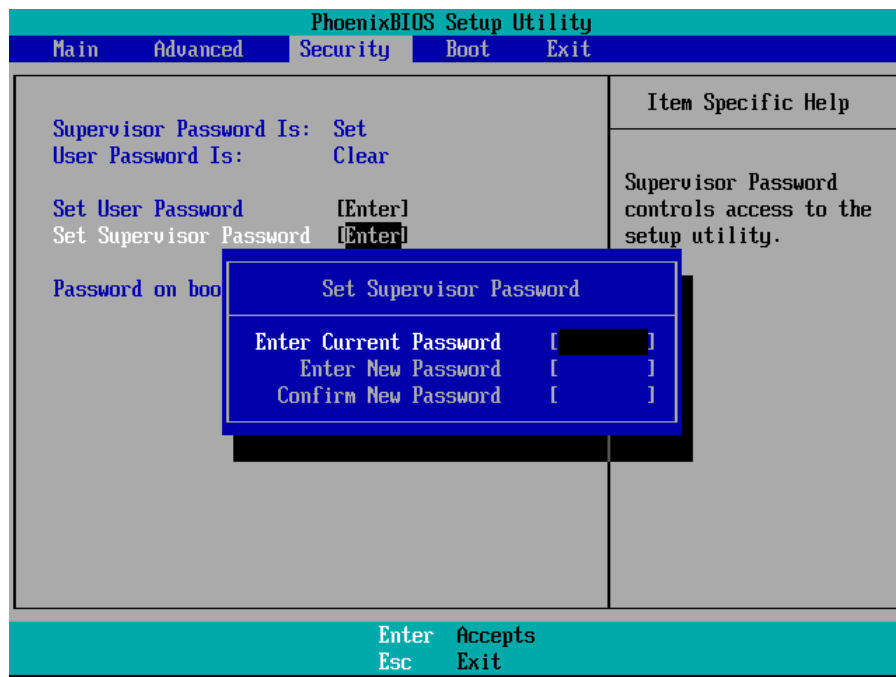 PhoenixBIOS Setup Utility
Main Advanced Security Boot Exit
Item Specific Help
Supervisor Password Is: Set
User Password Is: Clear
Supervisor Password
controls access to the
setup utility.
Set User Password [Enter]
Set Supervisor Password [Enter]
Password on boo
Set Supervisor Password
Enter Current Password [ ]
Enter New Password [ ]
Confirm New Password [ ]
Enter Accepts
Esc Exit